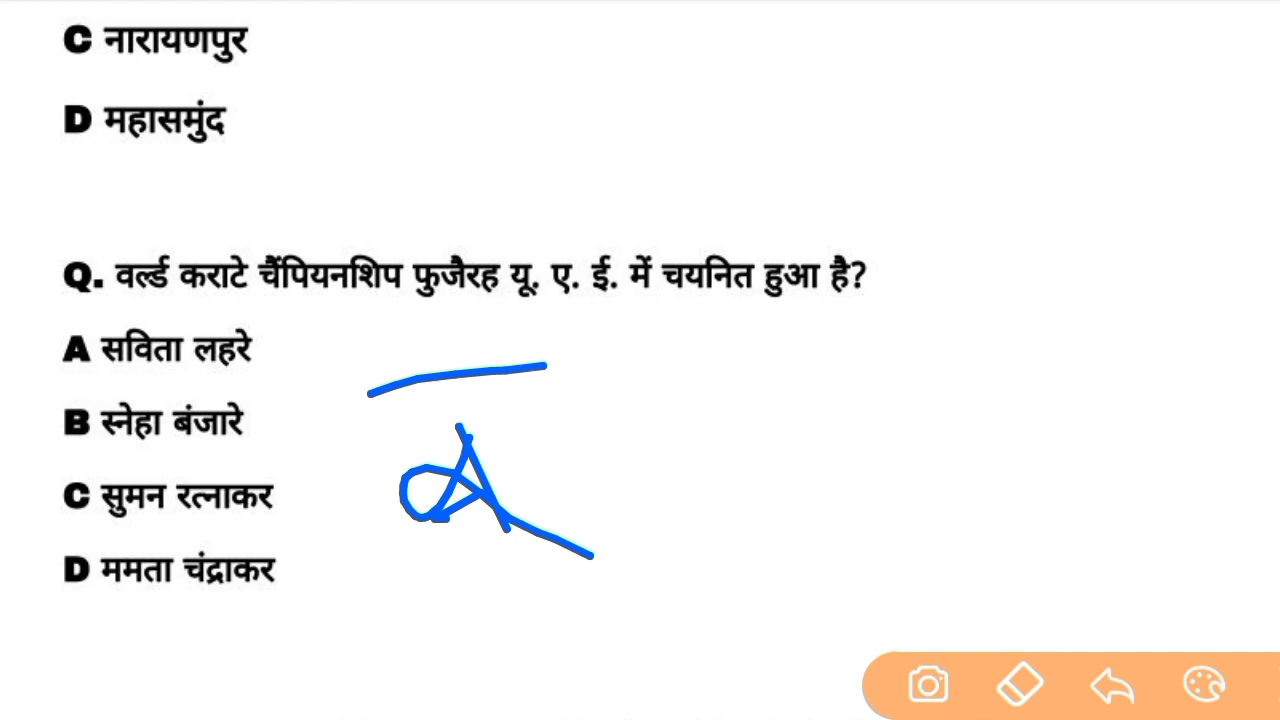 C नारायणपुर
D महासमुंद
Q. वर्ल्ड कराटे चैंपियनशिप फुजैरह यू. ए. ई. में चयनित हुआ है?
A सविता लहरे
B स्नेहा बंजारे
C सुमन रत्नाकर
D ममता चंद्राकर
A